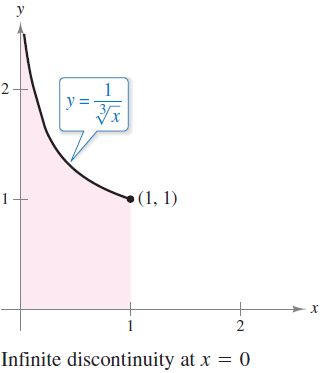 y
2
y = 1/∛x
1
(1, 1)
x
1
2
Infinite discontinuity at x = 0